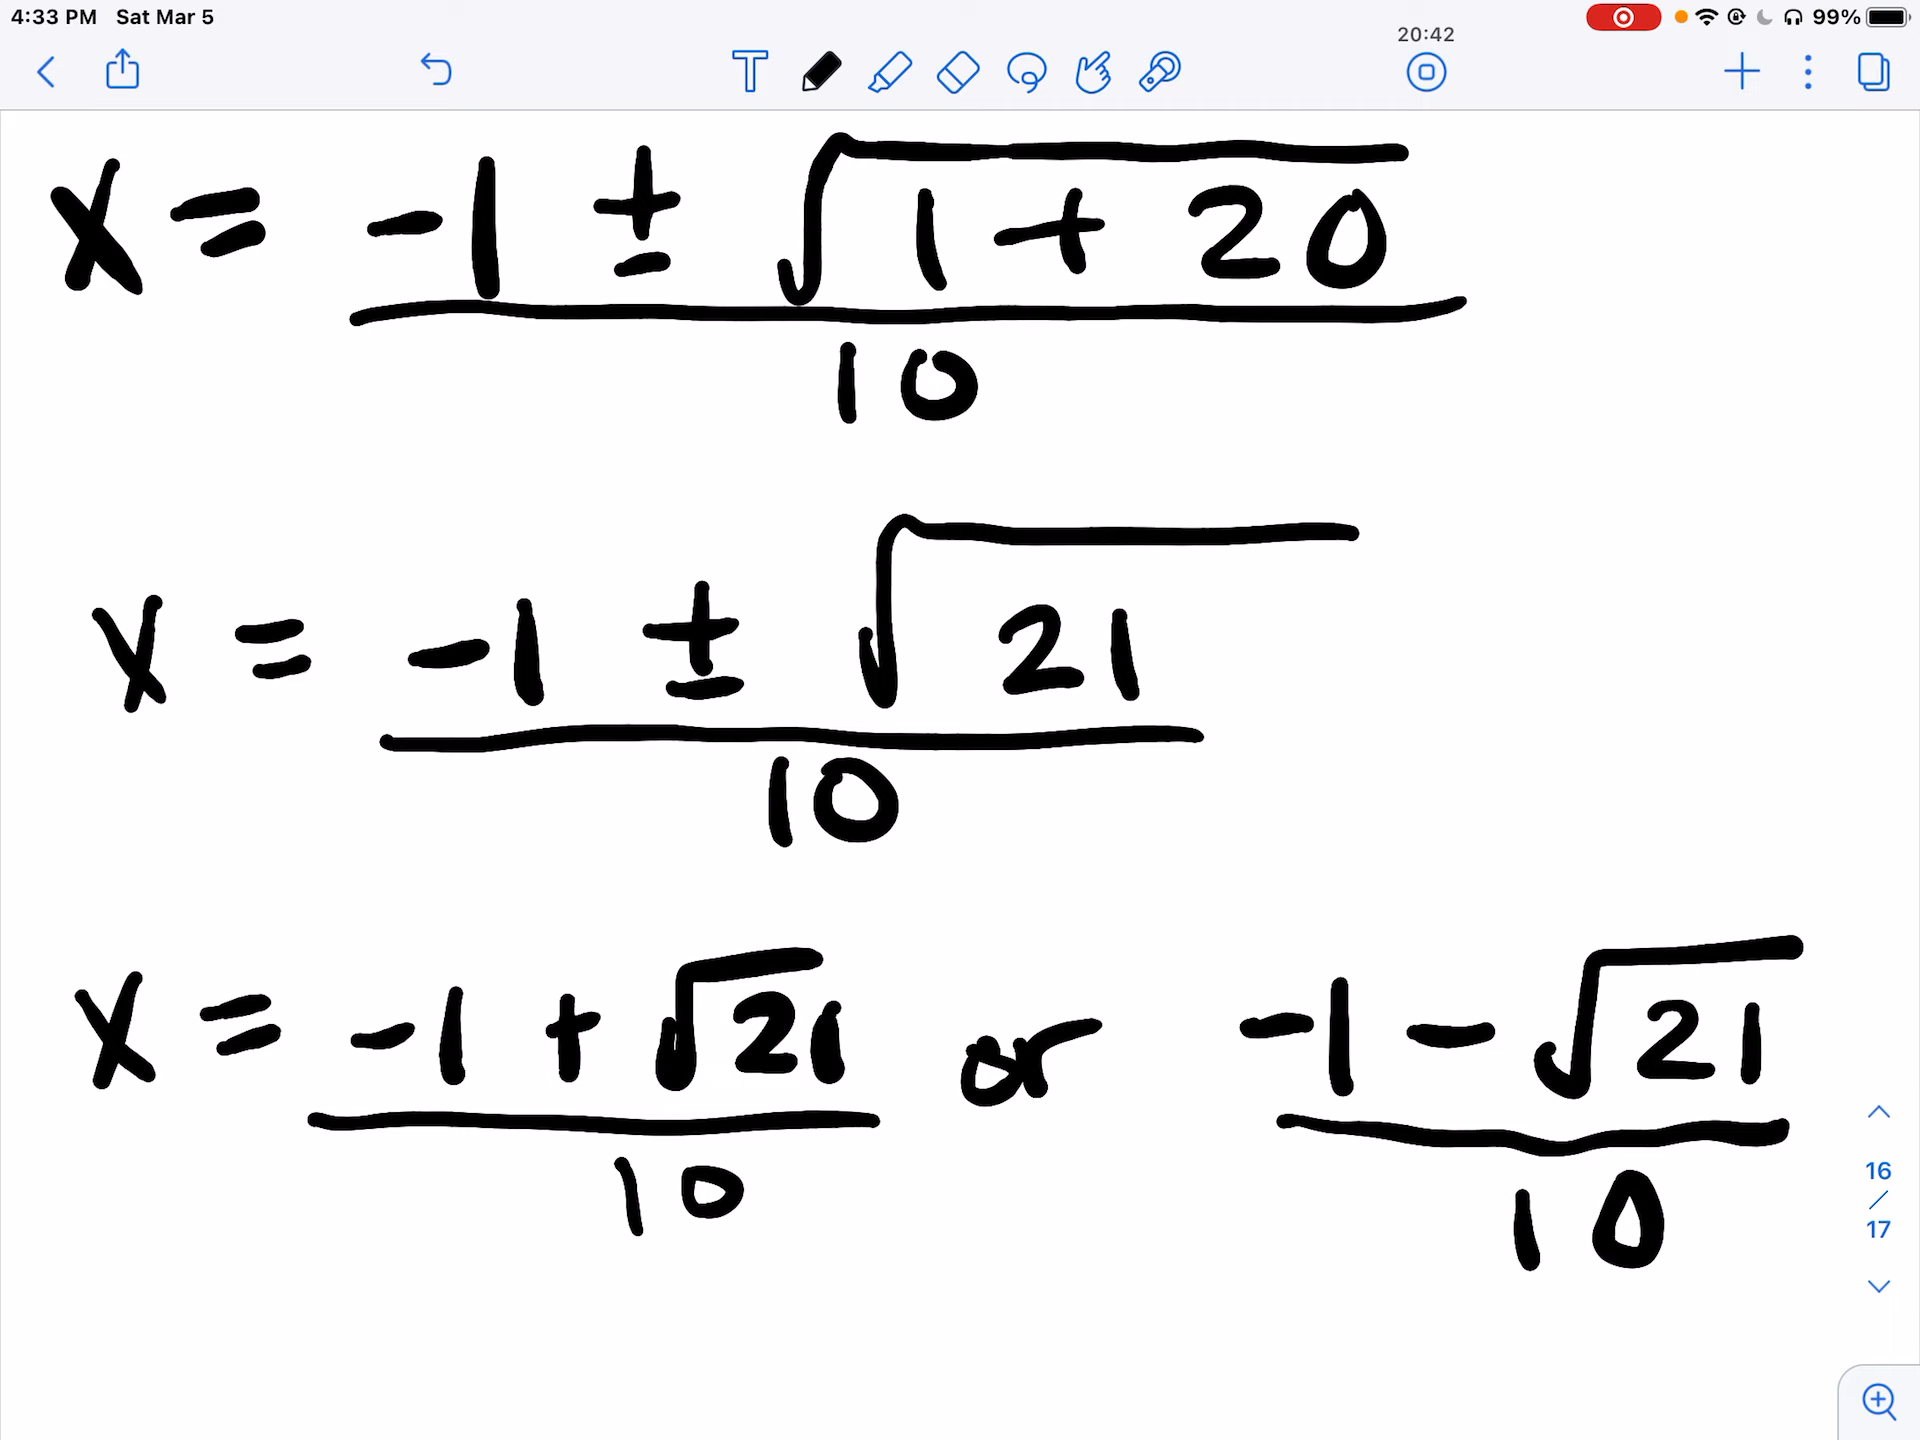 4:33 PM Sat Mar 5
99%
20:42
T
x = -1 ± √1 + 20
10
x = -1 ± √21
10
x = -1 + √21 or -1 - √21
10 10
16
/
17